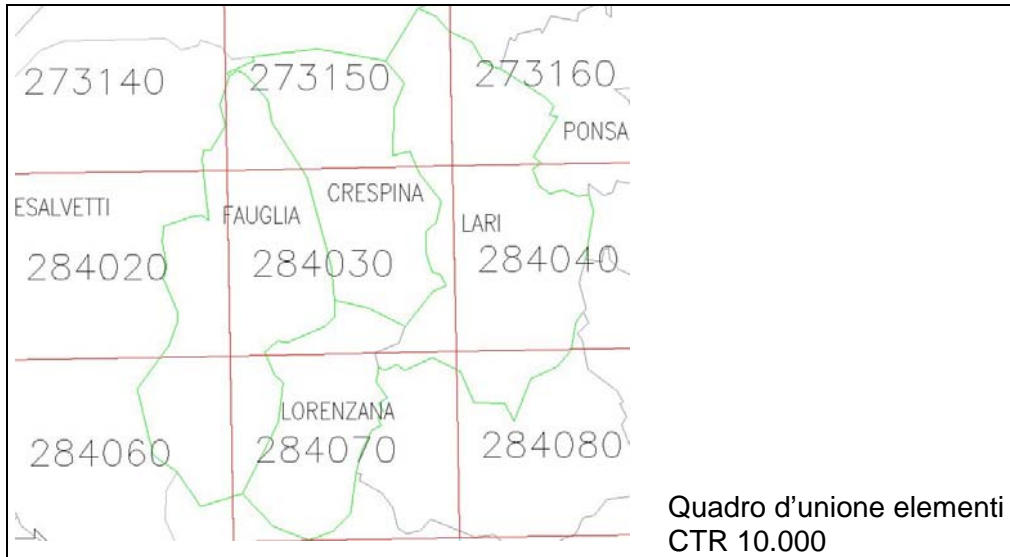 273140 273150 273160
PONSA
ESALVETTI FAUGLIA CRESPINA LARI
284020 284030 284040
LORENZANA
284060 284070 284080
Quadro d'unione elementi
CTR 10.000